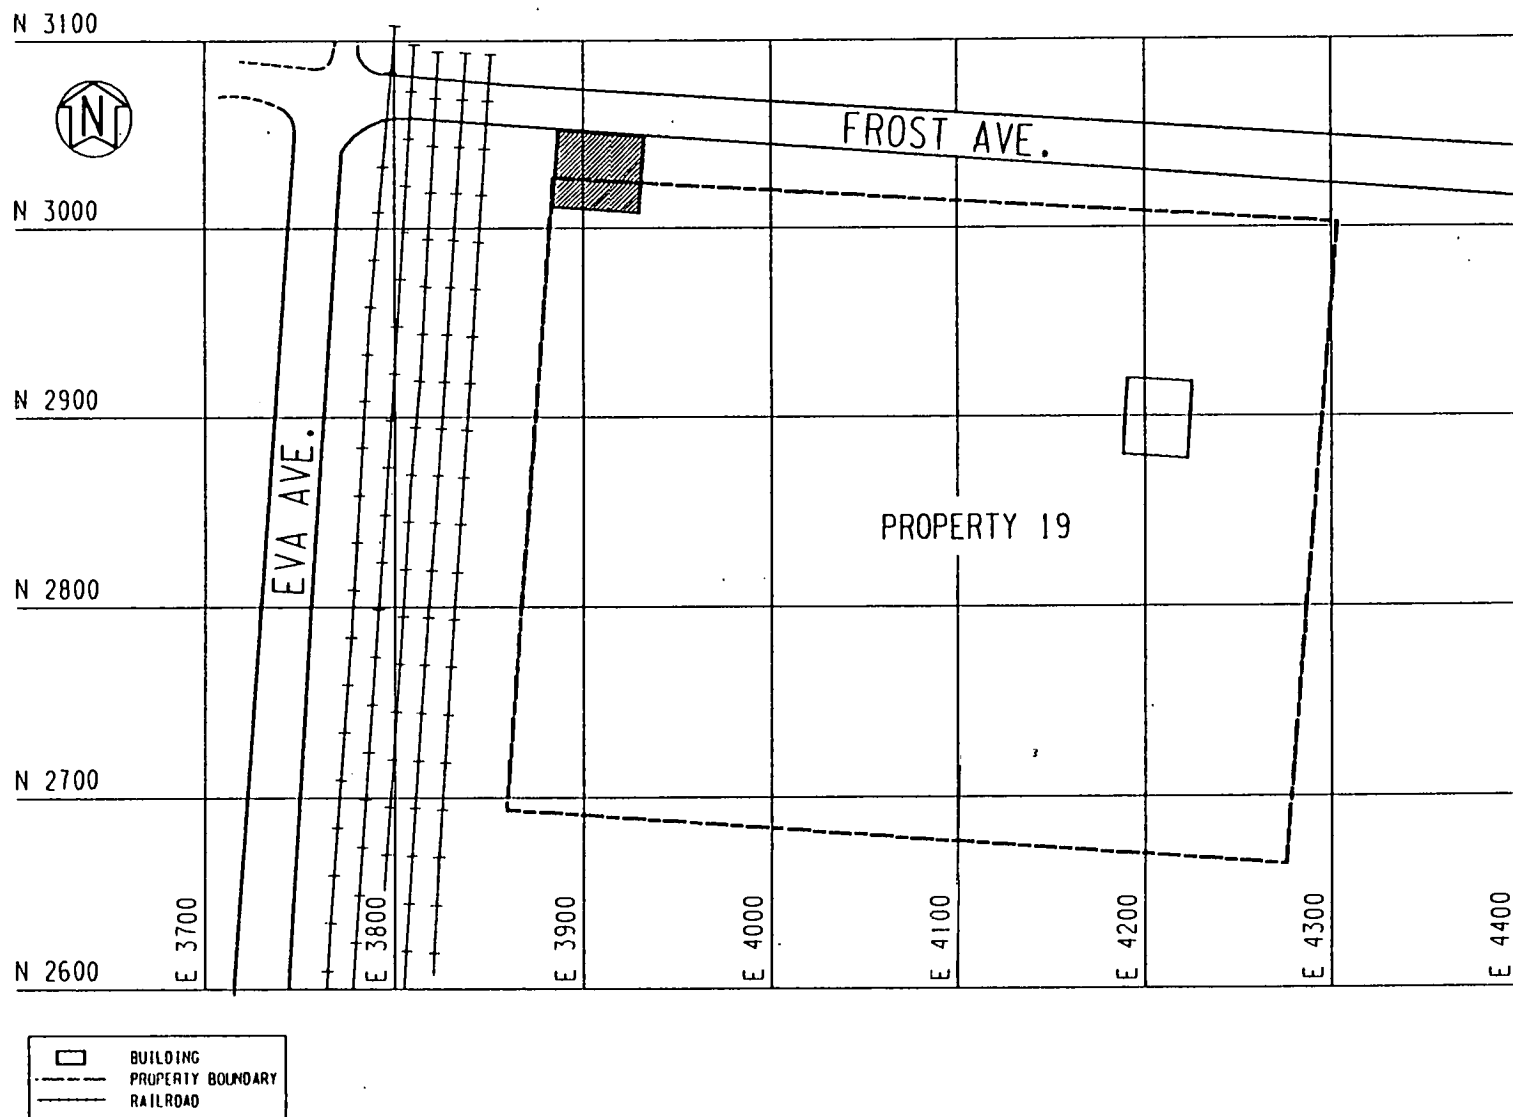 N 3100
N
FROST AVE.
N 3000
N 2900
EVA AVE.
PROPERTY 19
N 2800
N 2700
E 3700
E 3800
E 3900
E 4000
E 4100
E 4200
E 4300
E 4400
N 2600
BUILDING
PROPERTY BOUNDARY
RAILROAD